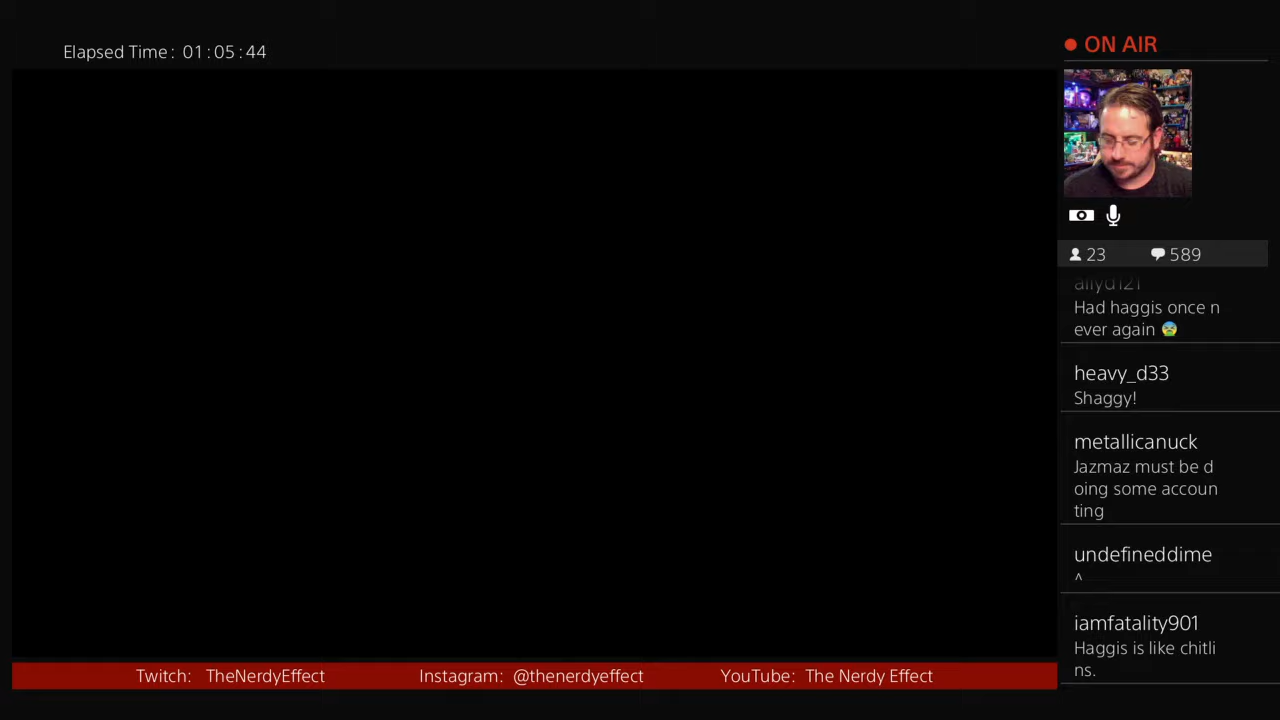 Elapsed Time: 01:05:44
ON AIR
23 589
allyd121
Had haggis once n
ever again
heavy_d33
Shaggy!
metallicanuck
Jazmaz must be d
oing some accoun
ting
undefineddime
^
iamfatality901
Haggis is like chitli
ns.
Twitch: TheNerdyEffect Instagram: @thenerdyeffect YouTube: The Nerdy Effect